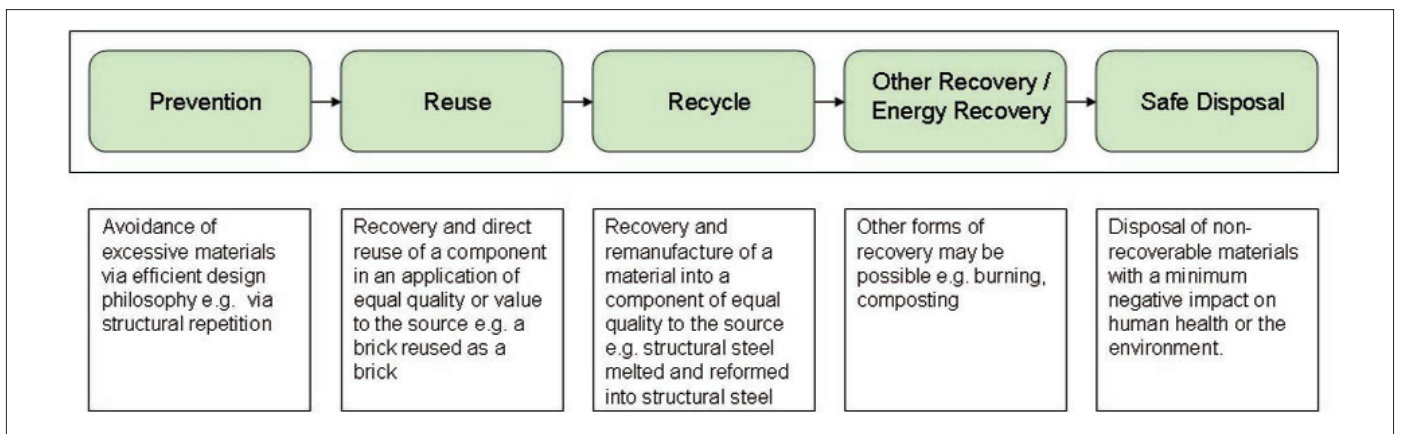 Prevention
Reuse
Recycle
Other Recovery /
Energy Recovery
Safe Disposal
Avoidance of
excessive materials
via efficient design
philosophy e.g. via
structural repetition
Recovery and direct
reuse of a component
in an application of
equal quality or value
to the source e.g. a
brick reused as a
brick
Recovery and
remanufacture of a
material into a
component of equal
quality to the source
e.g. structural steel
melted and reformed
into structural steel
Other forms of
recovery may be
possible e.g. burning,
composting
Disposal of non-
recoverable materials
with a minimum
negative impact on
human health or the
environment.